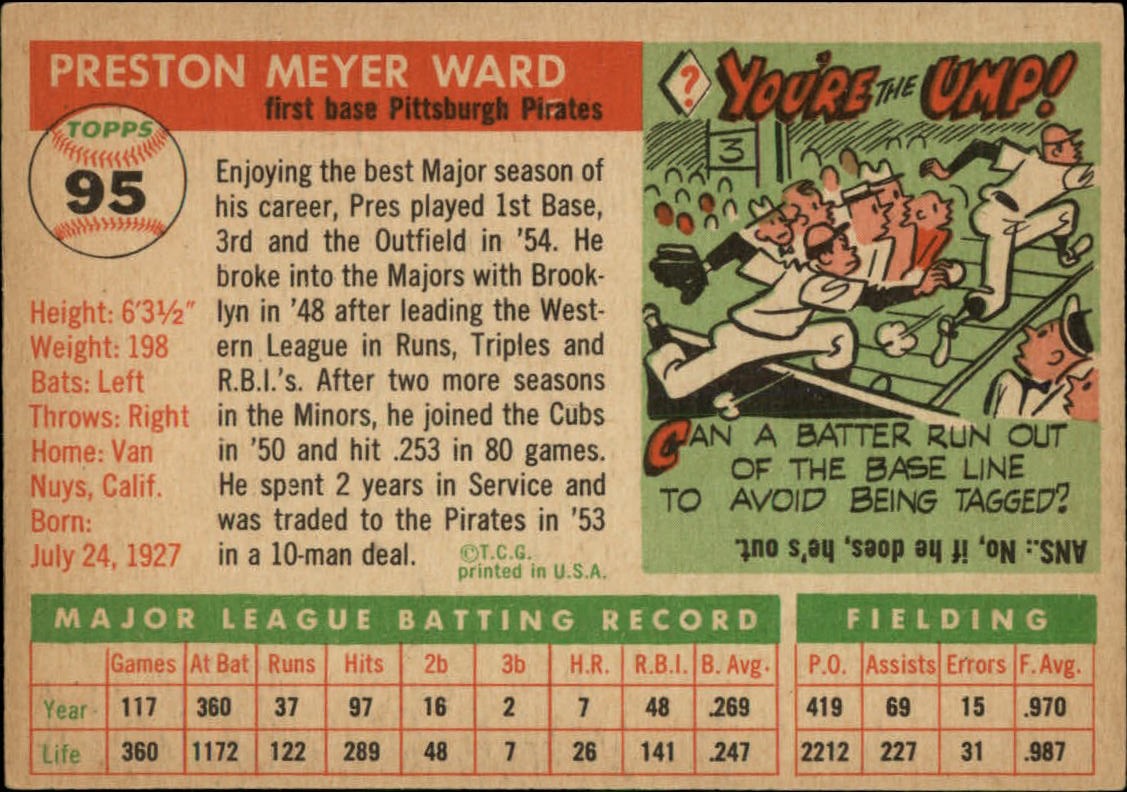 PRESTON MEYER WARD
first base Pittsburgh Pirates
TOPPS
95
Height: 6'3½"
Weight: 198
Bats: Left
Throws: Right
Home: Van
Nuys, Calif.
Born:
July 24, 1927
Enjoying the best Major season of
his career, Pres played 1st Base,
3rd and the Outfield in '54. He
broke into the Majors with Brook-
lyn in '48 after leading the West-
ern League in Runs, Triples and
R.B.I.'s. After two more seasons
in the Minors, he joined the Cubs
in '50 and hit .253 in 80 games.
He spent 2 years in Service and
was traded to the Pirates in '53
in a 10-man deal.
©T.C.G.
printed in U.S.A.
? YOU'RE THE UMP!
3
CAN A BATTER RUN OUT
OF THE BASE LINE
TO AVOID BEING TAGGED?
ANS.: No, if he does, he's out.
MAJOR LEAGUE BATTING RECORD
Games At Bat Runs Hits 2b 3b H.R. R.B.I. B. Avg.
Year 117 360 37 97 16 2 7 48 .269
Life 360 1172 122 289 48 7 26 141 .247
FIELDING
P.O. Assists Errors F. Avg.
419 69 15 .970
2212 227 31 .987